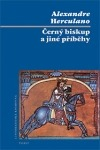 Alexandre
Herculano
Černý biskup
a jiné příběhy